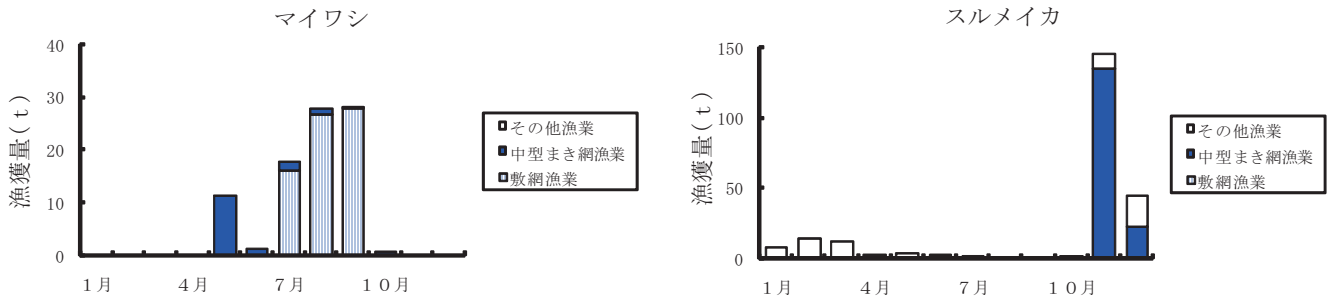 マイワシ
漁獲量(t)
40
30
20
10
0
1月
4月
7月
10月
その他漁業
中型まき網漁業
敷網漁業
スルメイカ
漁獲量(t)
150
100
50
0
1月
4月
7月
10月
その他漁業
中型まき網漁業
敷網漁業